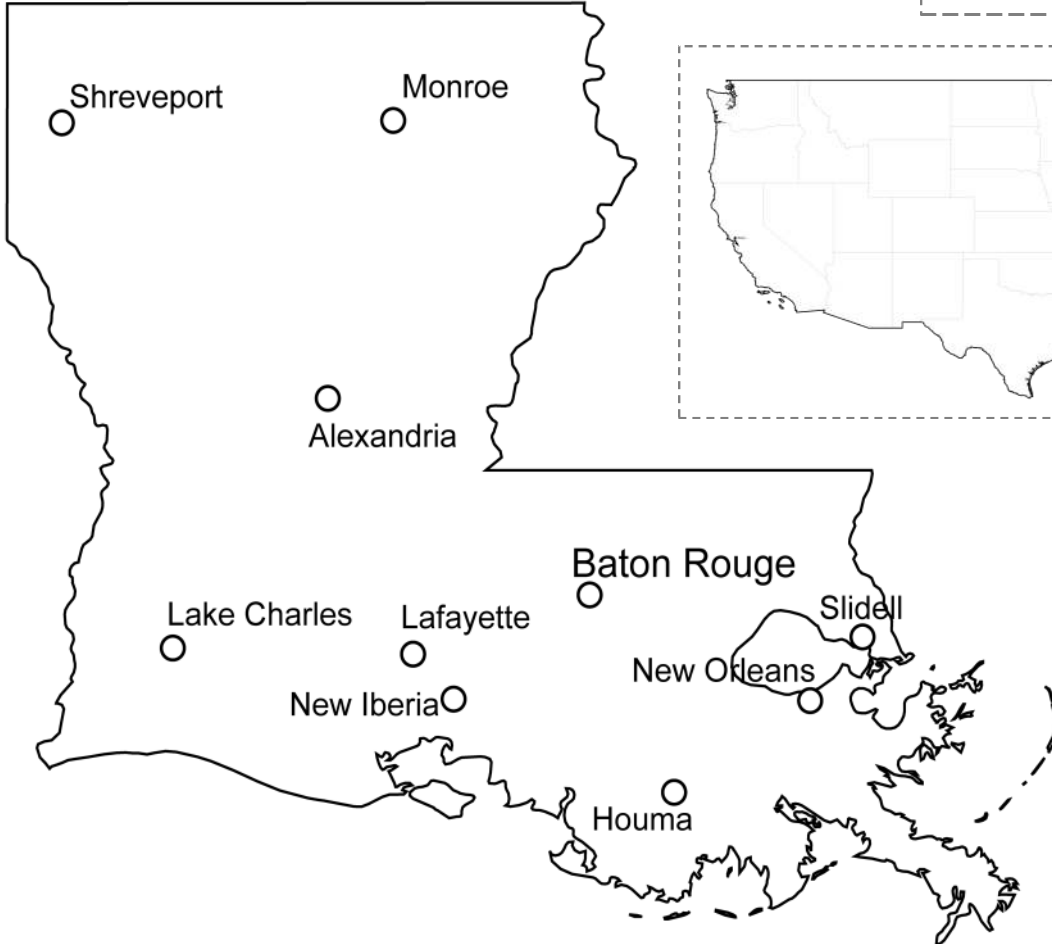 Monroe
Shreveport
Alexandria
Baton Rouge
Slidell
Lake Charles
Lafayette
New Orleans
New Iberia
Houma